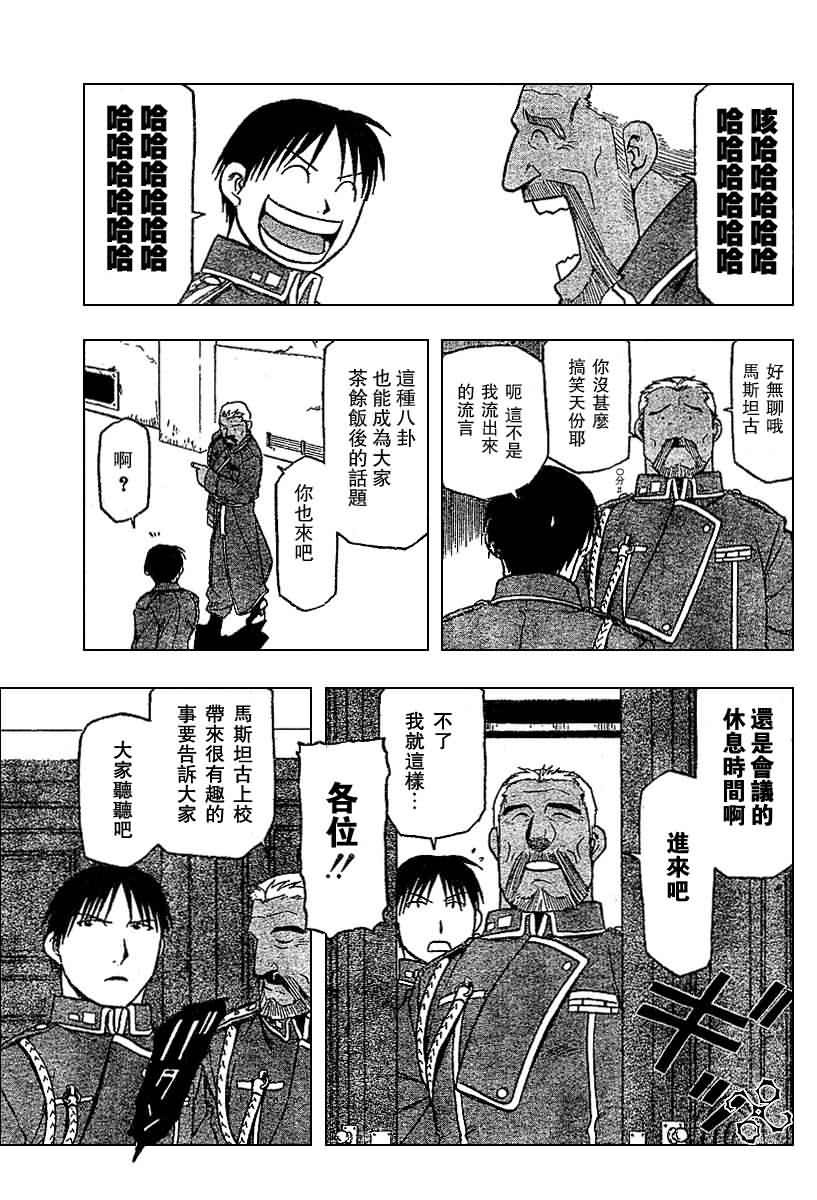 咳哈哈哈哈哈
哈哈哈哈哈哈
哈哈哈哈哈哈
哈哈哈哈哈哈
好無聊哦
馬斯坦古
你沒甚麼
搞笑天份耶
呃 這不是
我流出來
的流言
這種八卦
也能成為大家
茶餘飯後的話題
你也來吧
啊?
還是會議的
休息時間啊
進來吧
ギギッ
不了
我就這樣…
各位!!
馬斯坦古上校
帶來很有趣的
事要告訴大家
大家聽聽吧
バタン